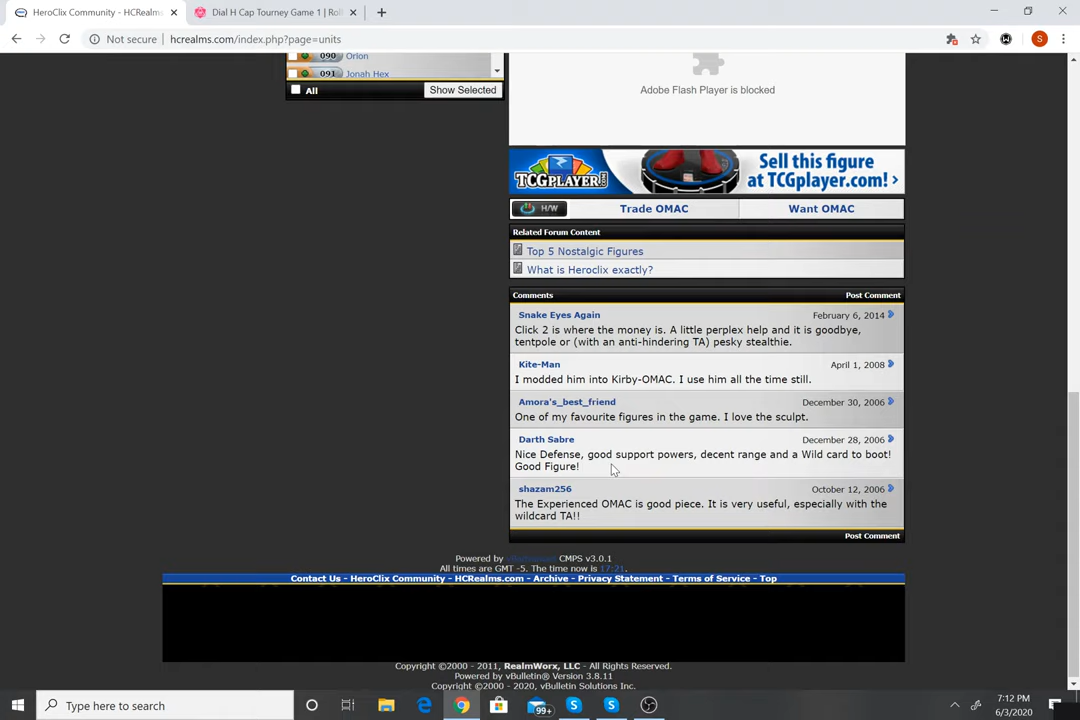 HeroClix Community - HCRealms
Dial H Cap Tourney Game 1 | Roll
Not secure | hcrealms.com/index.php?page=units
S
090 Orion
091 Jonah Hex
All
Show Selected
Adobe Flash Player is blocked
TCGPLAYER.COM
Sell this figure
at TCGplayer.com! ›
H/W
Trade OMAC
Want OMAC
Related Forum Content
Top 5 Nostalgic Figures
What is Heroclix exactly?
Comments
Post Comment
Snake Eyes Again
February 6, 2014
Click 2 is where the money is. A little perplex help and it is goodbye,
tentpole or (with an anti-hindering TA) pesky stealthie.
Kite-Man
April 1, 2008
I modded him into Kirby-OMAC. I use him all the time still.
Amora's_best_friend
December 30, 2006
One of my favourite figures in the game. I love the sculpt.
Darth Sabre
December 28, 2006
Nice Defense, good support powers, decent range and a Wild card to boot!
Good Figure!
shazam256
October 12, 2006
The Experienced OMAC is good piece. It is very useful, especially with the
wildcard TA!!
Post Comment
Powered by CMPS v3.0.1
All times are GMT -5. The time now is 17:21.
Contact Us - HeroClix Community - HCRealms.com - Archive - Privacy Statement - Terms of Service - Top
Copyright ©2000 - 2011, RealmWorx, LLC - All Rights Reserved.
Powered by vBulletin® Version 3.8.11
Copyright ©2000 - 2020, vBulletin Solutions Inc.
Type here to search
99+
7:12 PM
6/3/2020